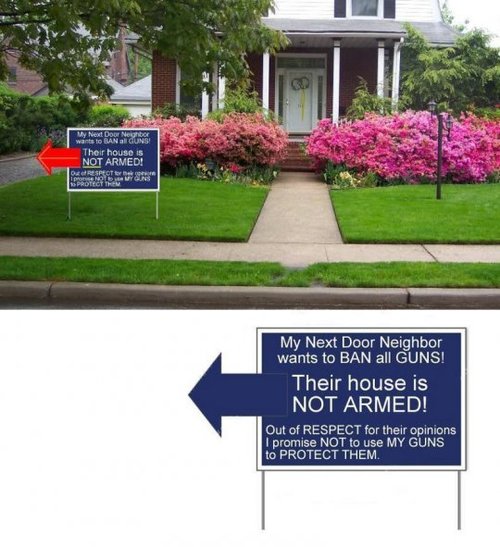 My Next Door Neighbor
wants to BAN all GUNS!
Their house is
NOT ARMED!
Out of RESPECT for their opinions
I promise NOT to use MY GUNS
to PROTECT THEM.
My Next Door Neighbor
wants to BAN all GUNS!
Their house is
NOT ARMED!
Out of RESPECT for their opinions
I promise NOT to use MY GUNS
to PROTECT THEM.